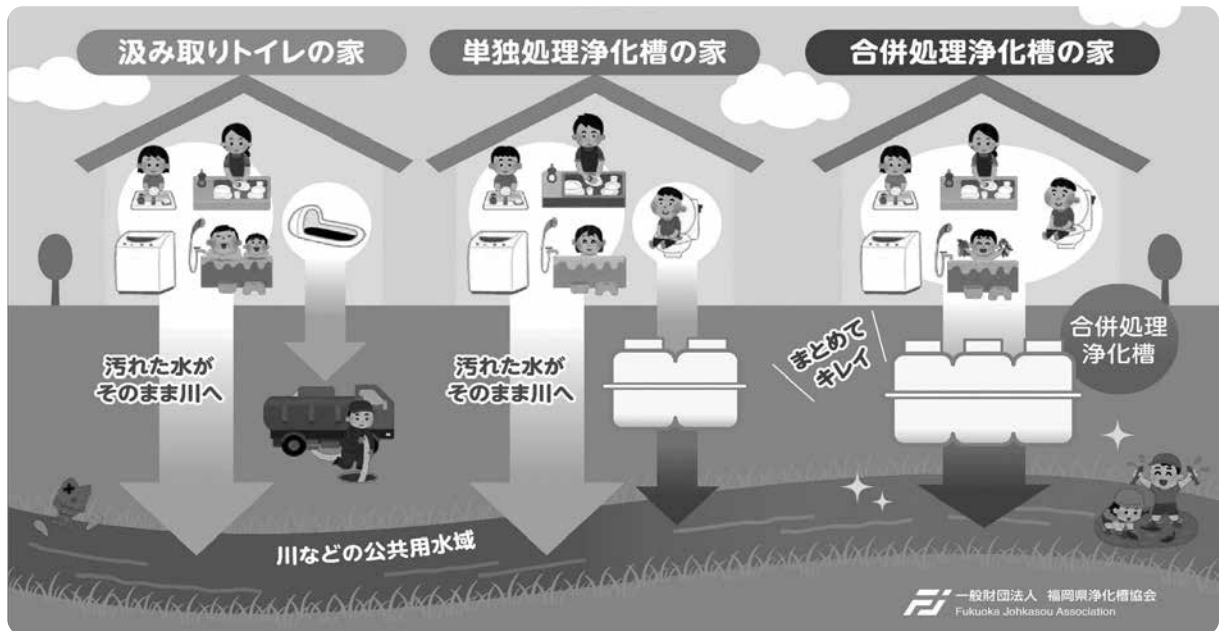 汲み取りトイレの家
単独処理浄化槽の家
合併処理浄化槽の家
汚れた水が
そのまま川へ
汚れた水が
そのまま川へ
まとめて
キレイ
合併処理
浄化槽
川などの公共用水域
一般財団法人 福岡県浄化槽協会
Fukuoka Johkasou Association